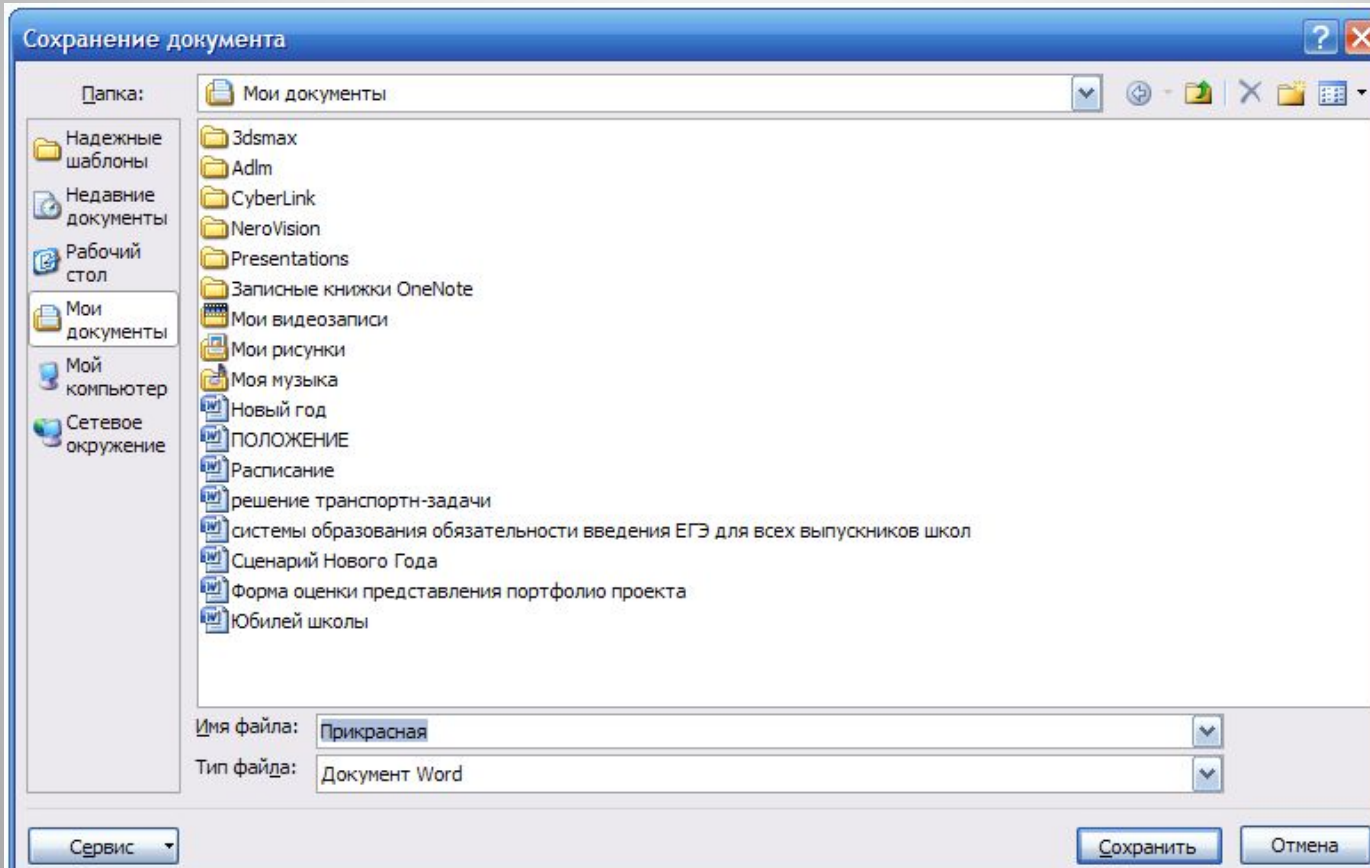 Сохранение документа
Папка:
Мои документы
Надежные
шаблоны
Недавние
документы
Рабочий
стол
Мои
документы
Мой
компьютер
Сетевое
окружение
3dsmax
Adlm
CyberLink
NeroVision
Presentations
Записные книжки OneNote
Мои видеозаписи
Мои рисунки
Моя музыка
Новый год
ПОЛОЖЕНИЕ
Расписание
решение транспортн-задачи
системы образования обязательности введения ЕГЭ для всех выпускников школ
Сценарий Нового Года
Форма оценки представления портфолио проекта
Юбилей школы
Имя файла: Прикрасная
Тип файла: Документ Word
Сервис
Сохранить
Отмена